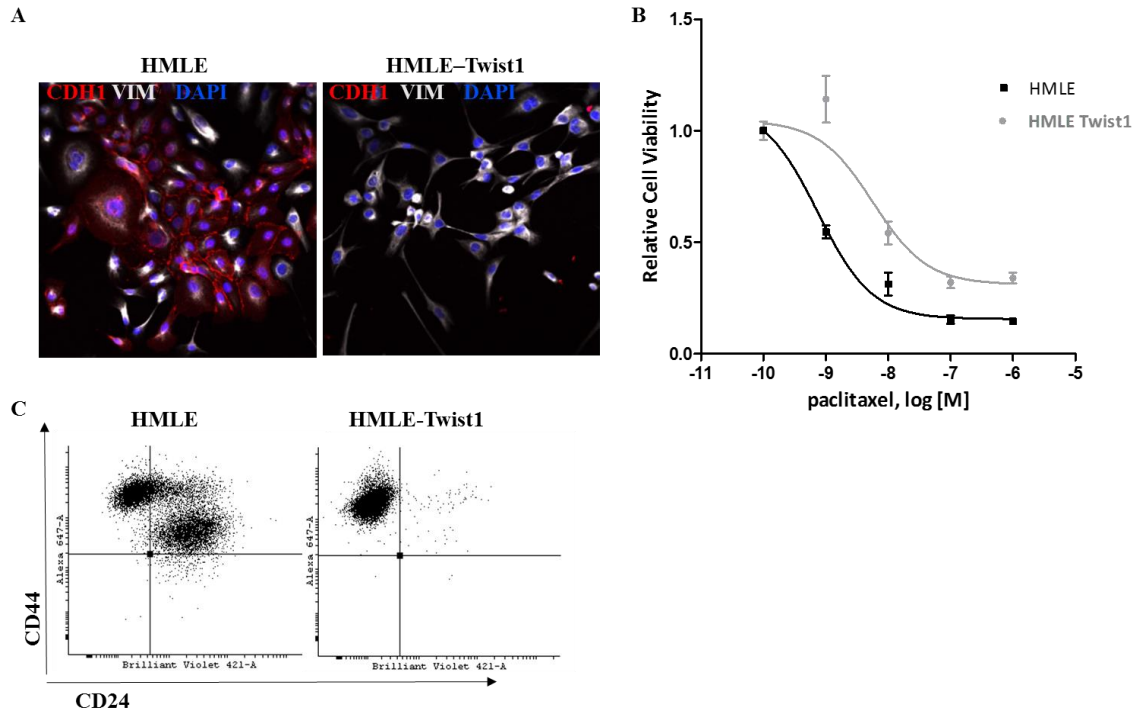 A
HMLE
HMLE–Twist1
CDH1 VIM DAPI
CDH1 VIM DAPI
B
1.5
1.0
0.5
0.0
-11
-10
-9
-8
-7
-6
-5
Relative Cell Viability
paclitaxel, log [M]
HMLE
HMLE Twist1
C
HMLE
HMLE-Twist1
CD44
Alexa 647-A
Alexa 647-A
Brilliant Violet 421-A
Brilliant Violet 421-A
CD24